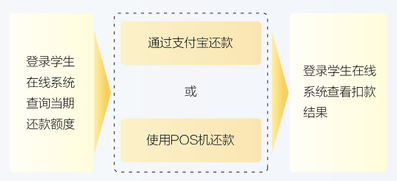 登录学生
在线系统
查询当期
还款额度
通过支付宝还款
或
使用POS机还款
登录学生在线
系统查看扣款
结果